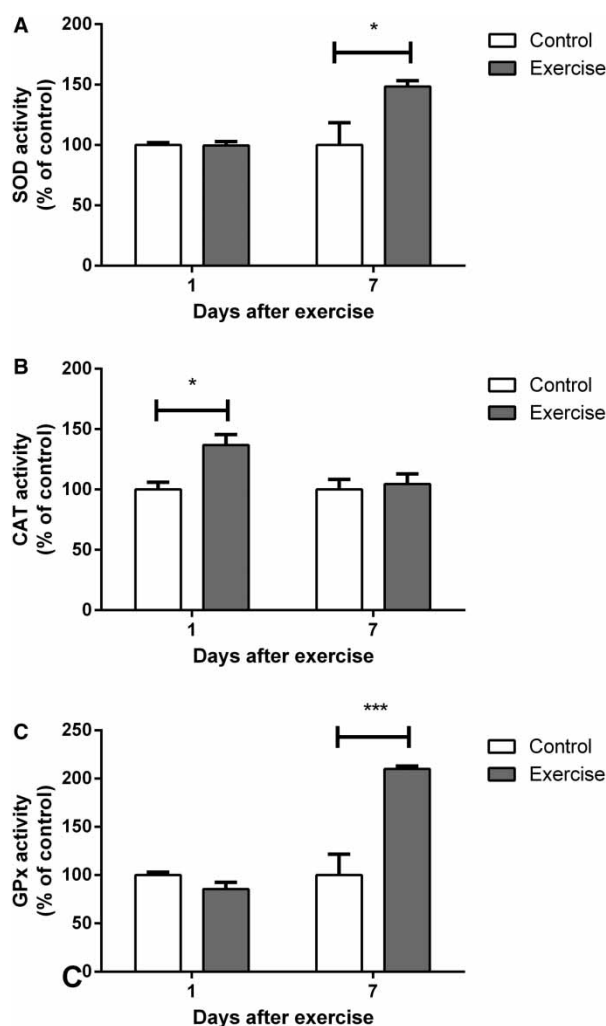 A
200
150
100
50
0
SOD activity
(% of control)
*
Control
Exercise
1
7
Days after exercise
B
200
150
100
50
0
CAT activity
(% of control)
*
Control
Exercise
1
7
Days after exercise
C
250
200
150
100
50
0
GPx activity
(% of control)
***
Control
Exercise
C
1
7
Days after exercise